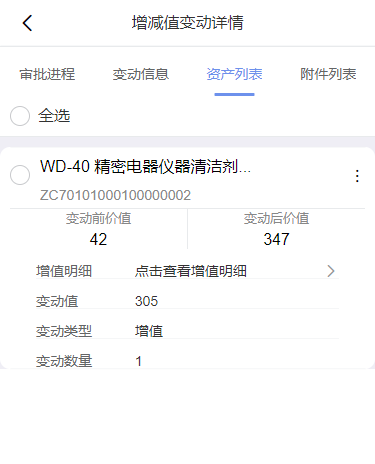 增减值变动详情
审批进程 变动信息 资产列表 附件列表
全选
WD-40 精密电器仪器清洁剂...
ZC70101000100000002
变动前价值 变动后价值
42 347
增值明细 点击查看增值明细
变动值 305
变动类型 增值
变动数量 1